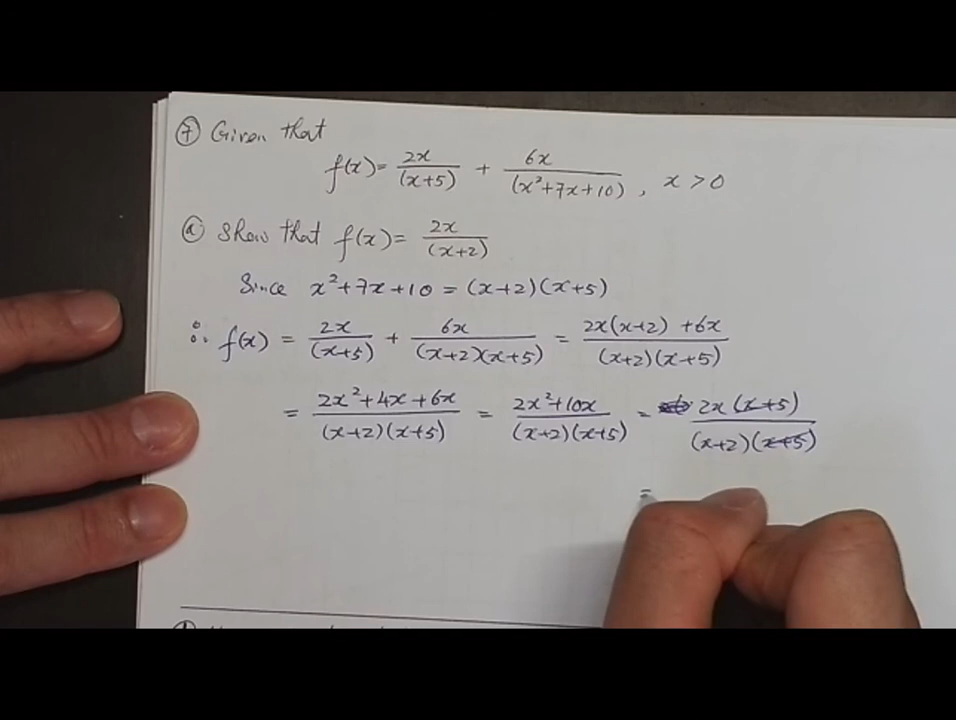 ⑦ Given that
f(x)= 2x/(x+5) + 6x/(x²+7x+10) , x>0
ⓐ Show that f(x)= 2x/(x+2)
Since x²+7x+10 = (x+2)(x+5)
∴ f(x) = 2x/(x+5) + 6x/(x+2)(x+5) = 2x(x+2)+6x/(x+2)(x+5)
= 2x²+4x+6x/(x+2)(x+5) = 2x²+10x/(x+2)(x+5) = 2x(x+5)/(x+2)(x+5)
=